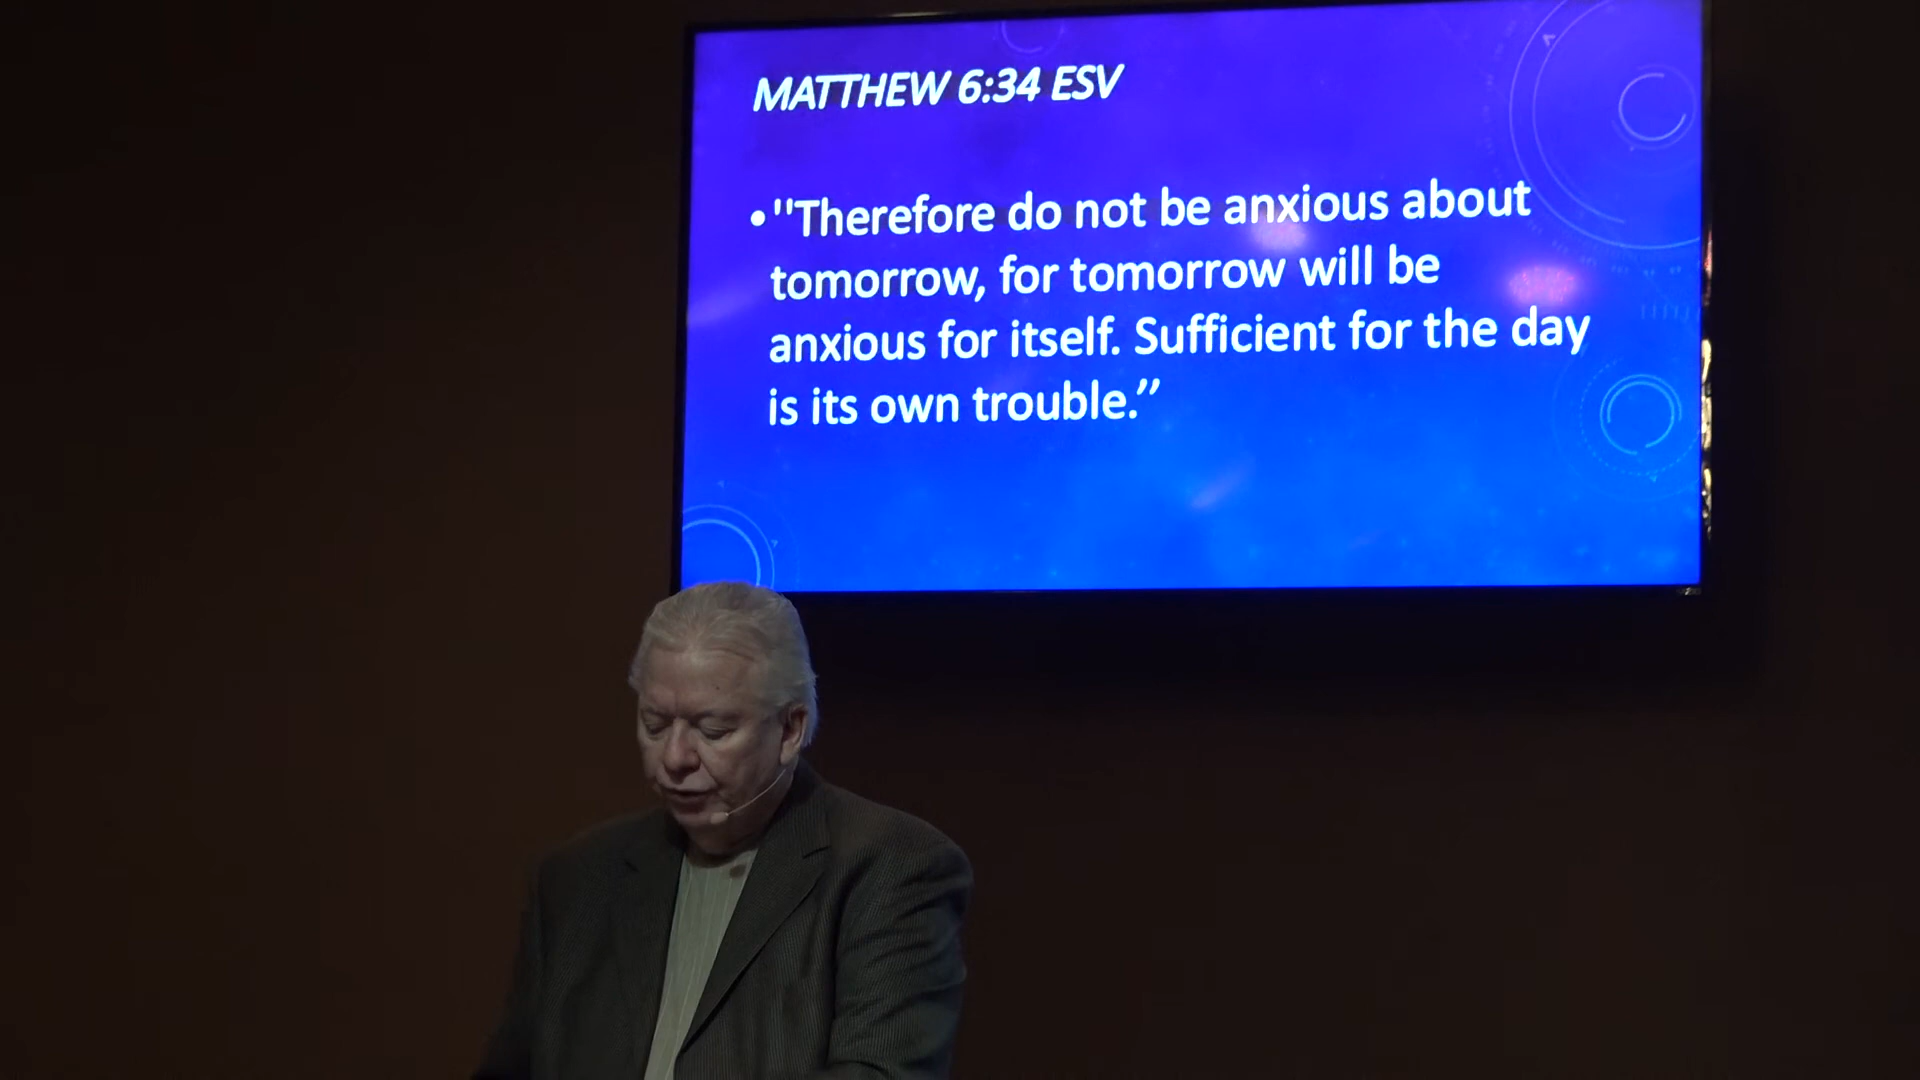 MATTHEW 6:34 ESV
•"Therefore do not be anxious about
tomorrow, for tomorrow will be
anxious for itself. Sufficient for the day
is its own trouble.”